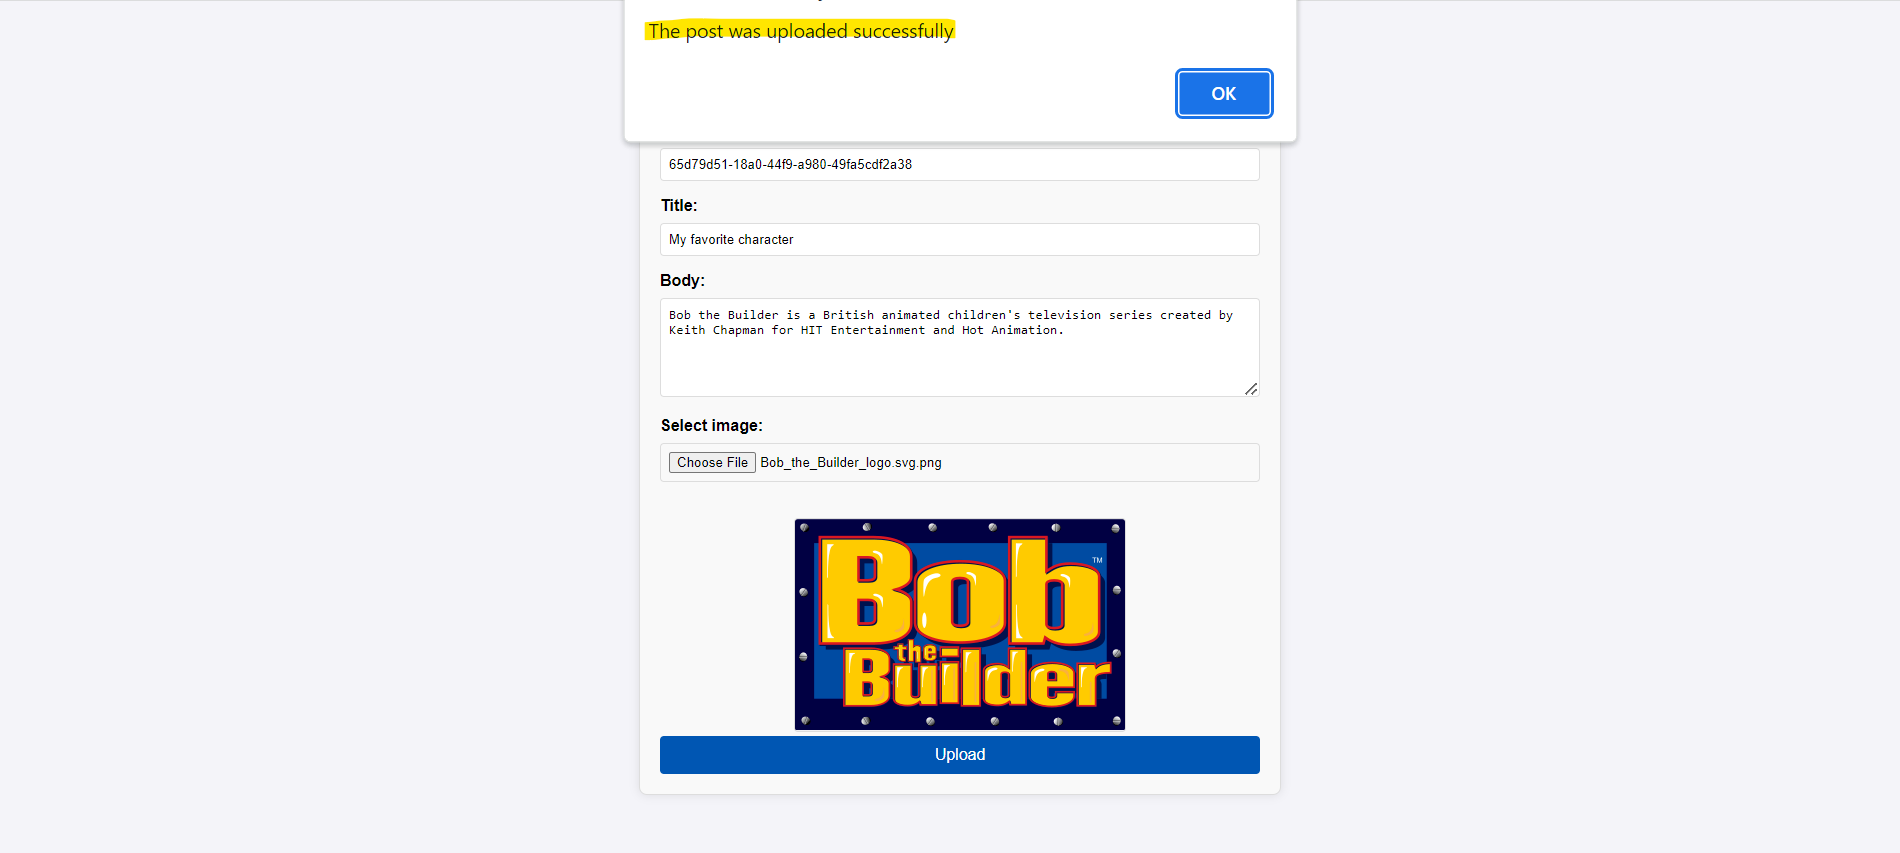 The post was uploaded successfully
OK
65d79d51-18a0-44f9-a980-49fa5cdf2a38
Title:
My favorite character
Body:
Bob the Builder is a British animated children's television series created by
Keith Chapman for HIT Entertainment and Hot Animation.
Select image:
Choose File Bob_the_Builder_logo.svg.png
Bob
TM
the
Builder
Upload